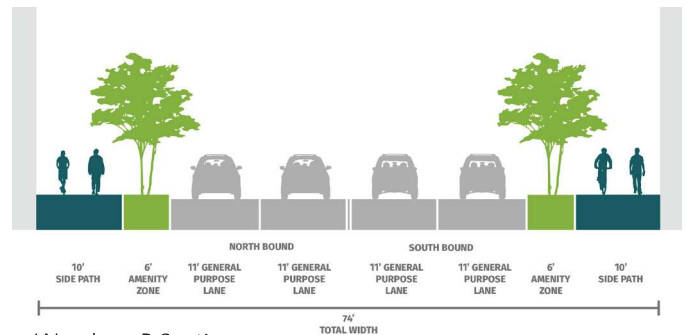 NORTH BOUND
SOUTH BOUND
10'
SIDE PATH
6'
AMENITY
ZONE
11' GENERAL
PURPOSE
LANE
11' GENERAL
PURPOSE
LANE
11' GENERAL
PURPOSE
LANE
11' GENERAL
PURPOSE
LANE
6'
AMENITY
ZONE
10'
SIDE PATH
74'
TOTAL WIDTH